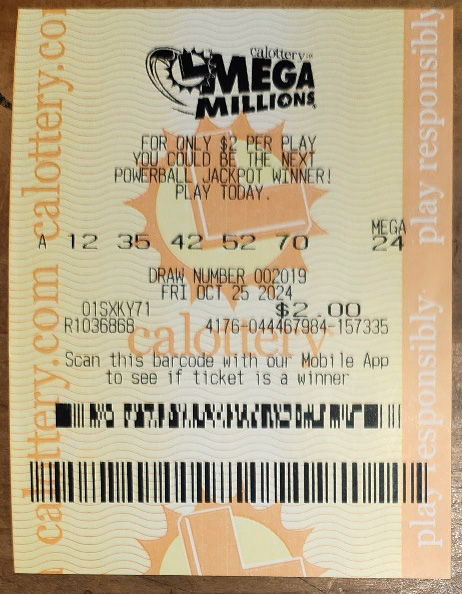 calottery
MEGA
MILLIONS
FOR ONLY $2 PER PLAY
YOU COULD BE THE NEXT
POWERBALL JACKPOT WINNER!
PLAY TODAY.
MEGA
A 12 35 42 52 70 24
DRAW NUMBER 002019
FRI OCT 25 2024
01SXKY71 $2.00
R1036868 4176-044467984-157335
calottery
Scan this barcode with our Mobile App
to see if ticket is a winner
calottery.com calottery.co
play responsibly play responsibly